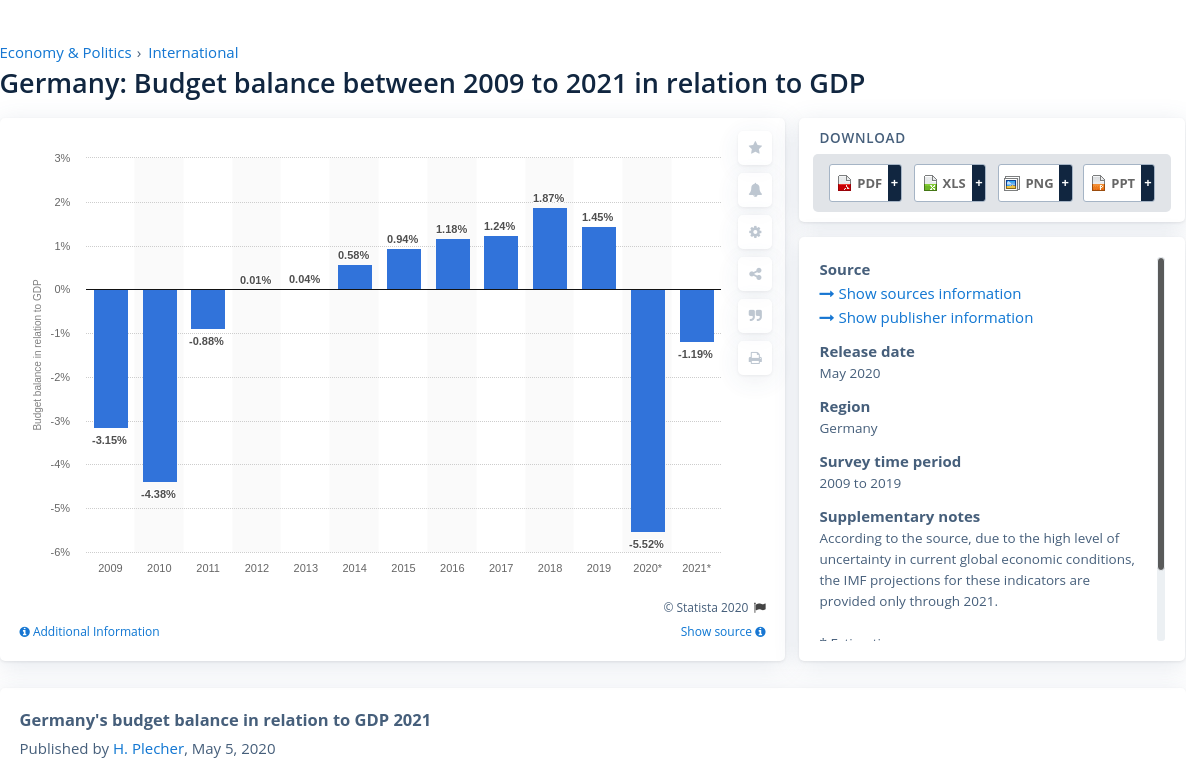 Economy & Politics › International
Germany: Budget balance between 2009 to 2021 in relation to GDP
Budget balance in relation to GDP
3%
2%
1%
0%
-1%
-2%
-3%
-4%
-5%
-6%
-3.15%
-4.38%
-0.88%
0.01%
0.04%
0.58%
0.94%
1.18%
1.24%
1.87%
1.45%
-5.52%
-1.19%
2009 2010 2011 2012 2013 2014 2015 2016 2017 2018 2019 2020* 2021*
© Statista 2020
Additional Information
Show source
DOWNLOAD
PDF + XLS + PNG + PPT +
Source
Show sources information
Show publisher information
Release date
May 2020
Region
Germany
Survey time period
2009 to 2019
Supplementary notes
According to the source, due to the high level of
uncertainty in current global economic conditions,
the IMF projections for these indicators are
provided only through 2021.
Germany's budget balance in relation to GDP 2021
Published by H. Plecher, May 5, 2020